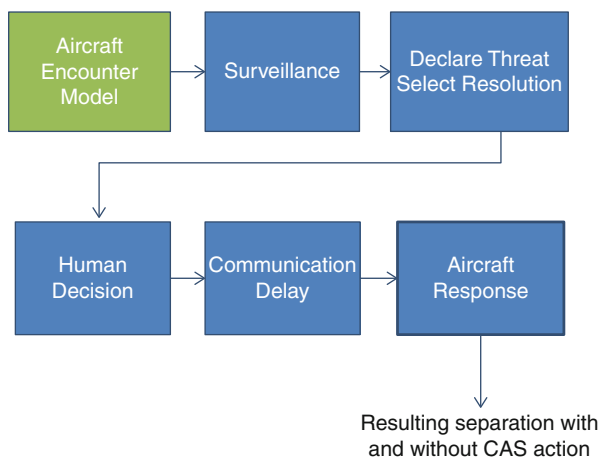 Aircraft
Encounter
Model
Surveillance
Declare Threat
Select Resolution
Human
Decision
Communication
Delay
Aircraft
Response
Resulting separation with
and without CAS action